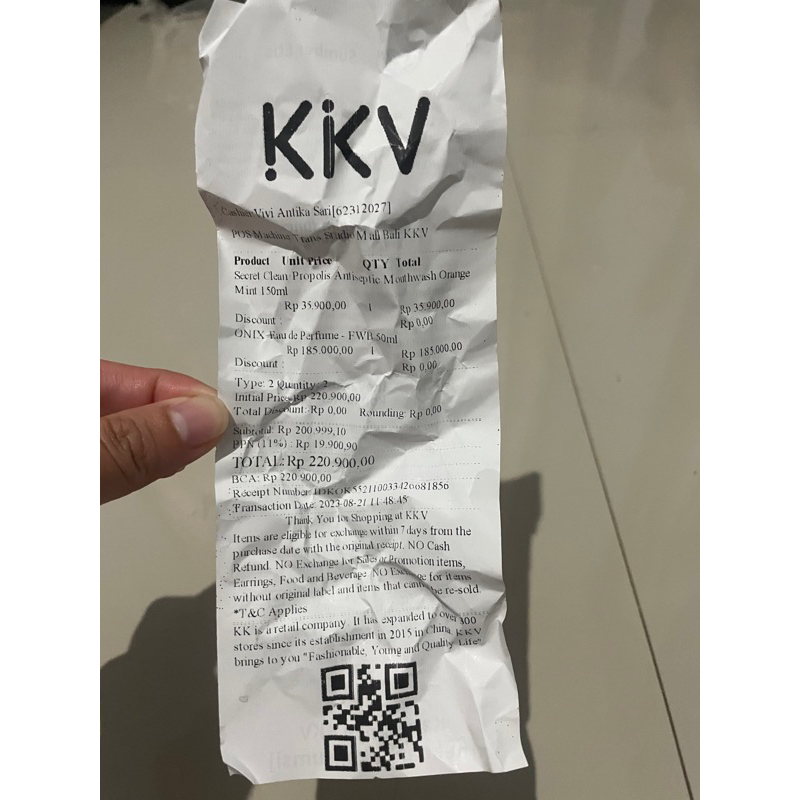 KKV
Cashier:Vivi Antika Sari[62312027]
POS Machine Trans Studio Mall Bali KKV
Product Unit Price QTY Total
Secret Clean Propolis Antiseptic Mouthwash Orange
Mint 150ml
Rp 35.900,00 1 Rp 35.900,00
Discount : Rp 0,00
ONIX Eau de Perfume - FWB 50ml
Rp 185.000,00 1 Rp 185.000,00
Discount : Rp 0,00
Type: 2 Quantity: 2
Initial Price: Rp 220.900,00
Total Discount: Rp 0,00 Rounding: Rp 0,00
Subtotal: Rp 200.999,10
PPN (11%) : Rp 19.900,90
TOTAL: Rp 220.900,00
BCA: Rp 220.900,00
Receipt Number:
Transaction Date: 2023-08-21 11:48:45
Thank You for Shopping at KKV
Items are eligible for exchange within 7 days from the
purchase date with the original receipt. NO Cash
Refund. NO Exchange for Sales or Promotion items,
Earrings, Food and Beverage. NO Exchange for items
without original label and items that cannot be re-sold.
*T&C Applies
KK is a retail company. It has expanded to over 300
stores since its establishment in 2015 in China. KKV
brings to you "Fashionable, Young and Quality Life"